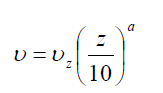 υ = υ_z (z/10)^a